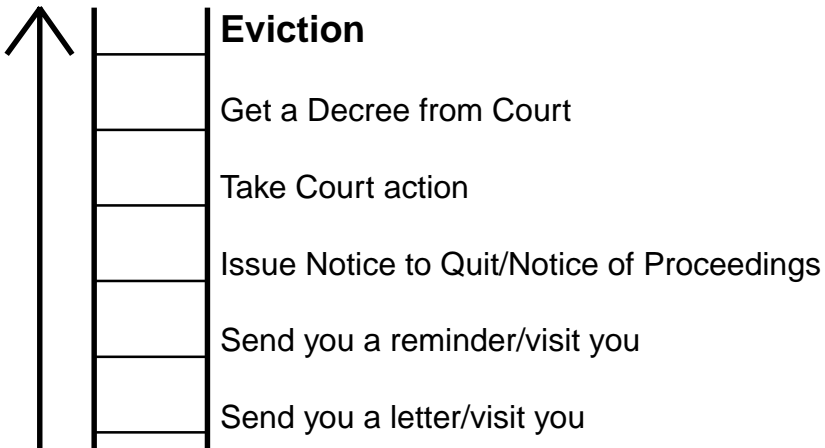 Eviction
Get a Decree from Court
Take Court action
Issue Notice to Quit/Notice of Proceedings
Send you a reminder/visit you
Send you a letter/visit you